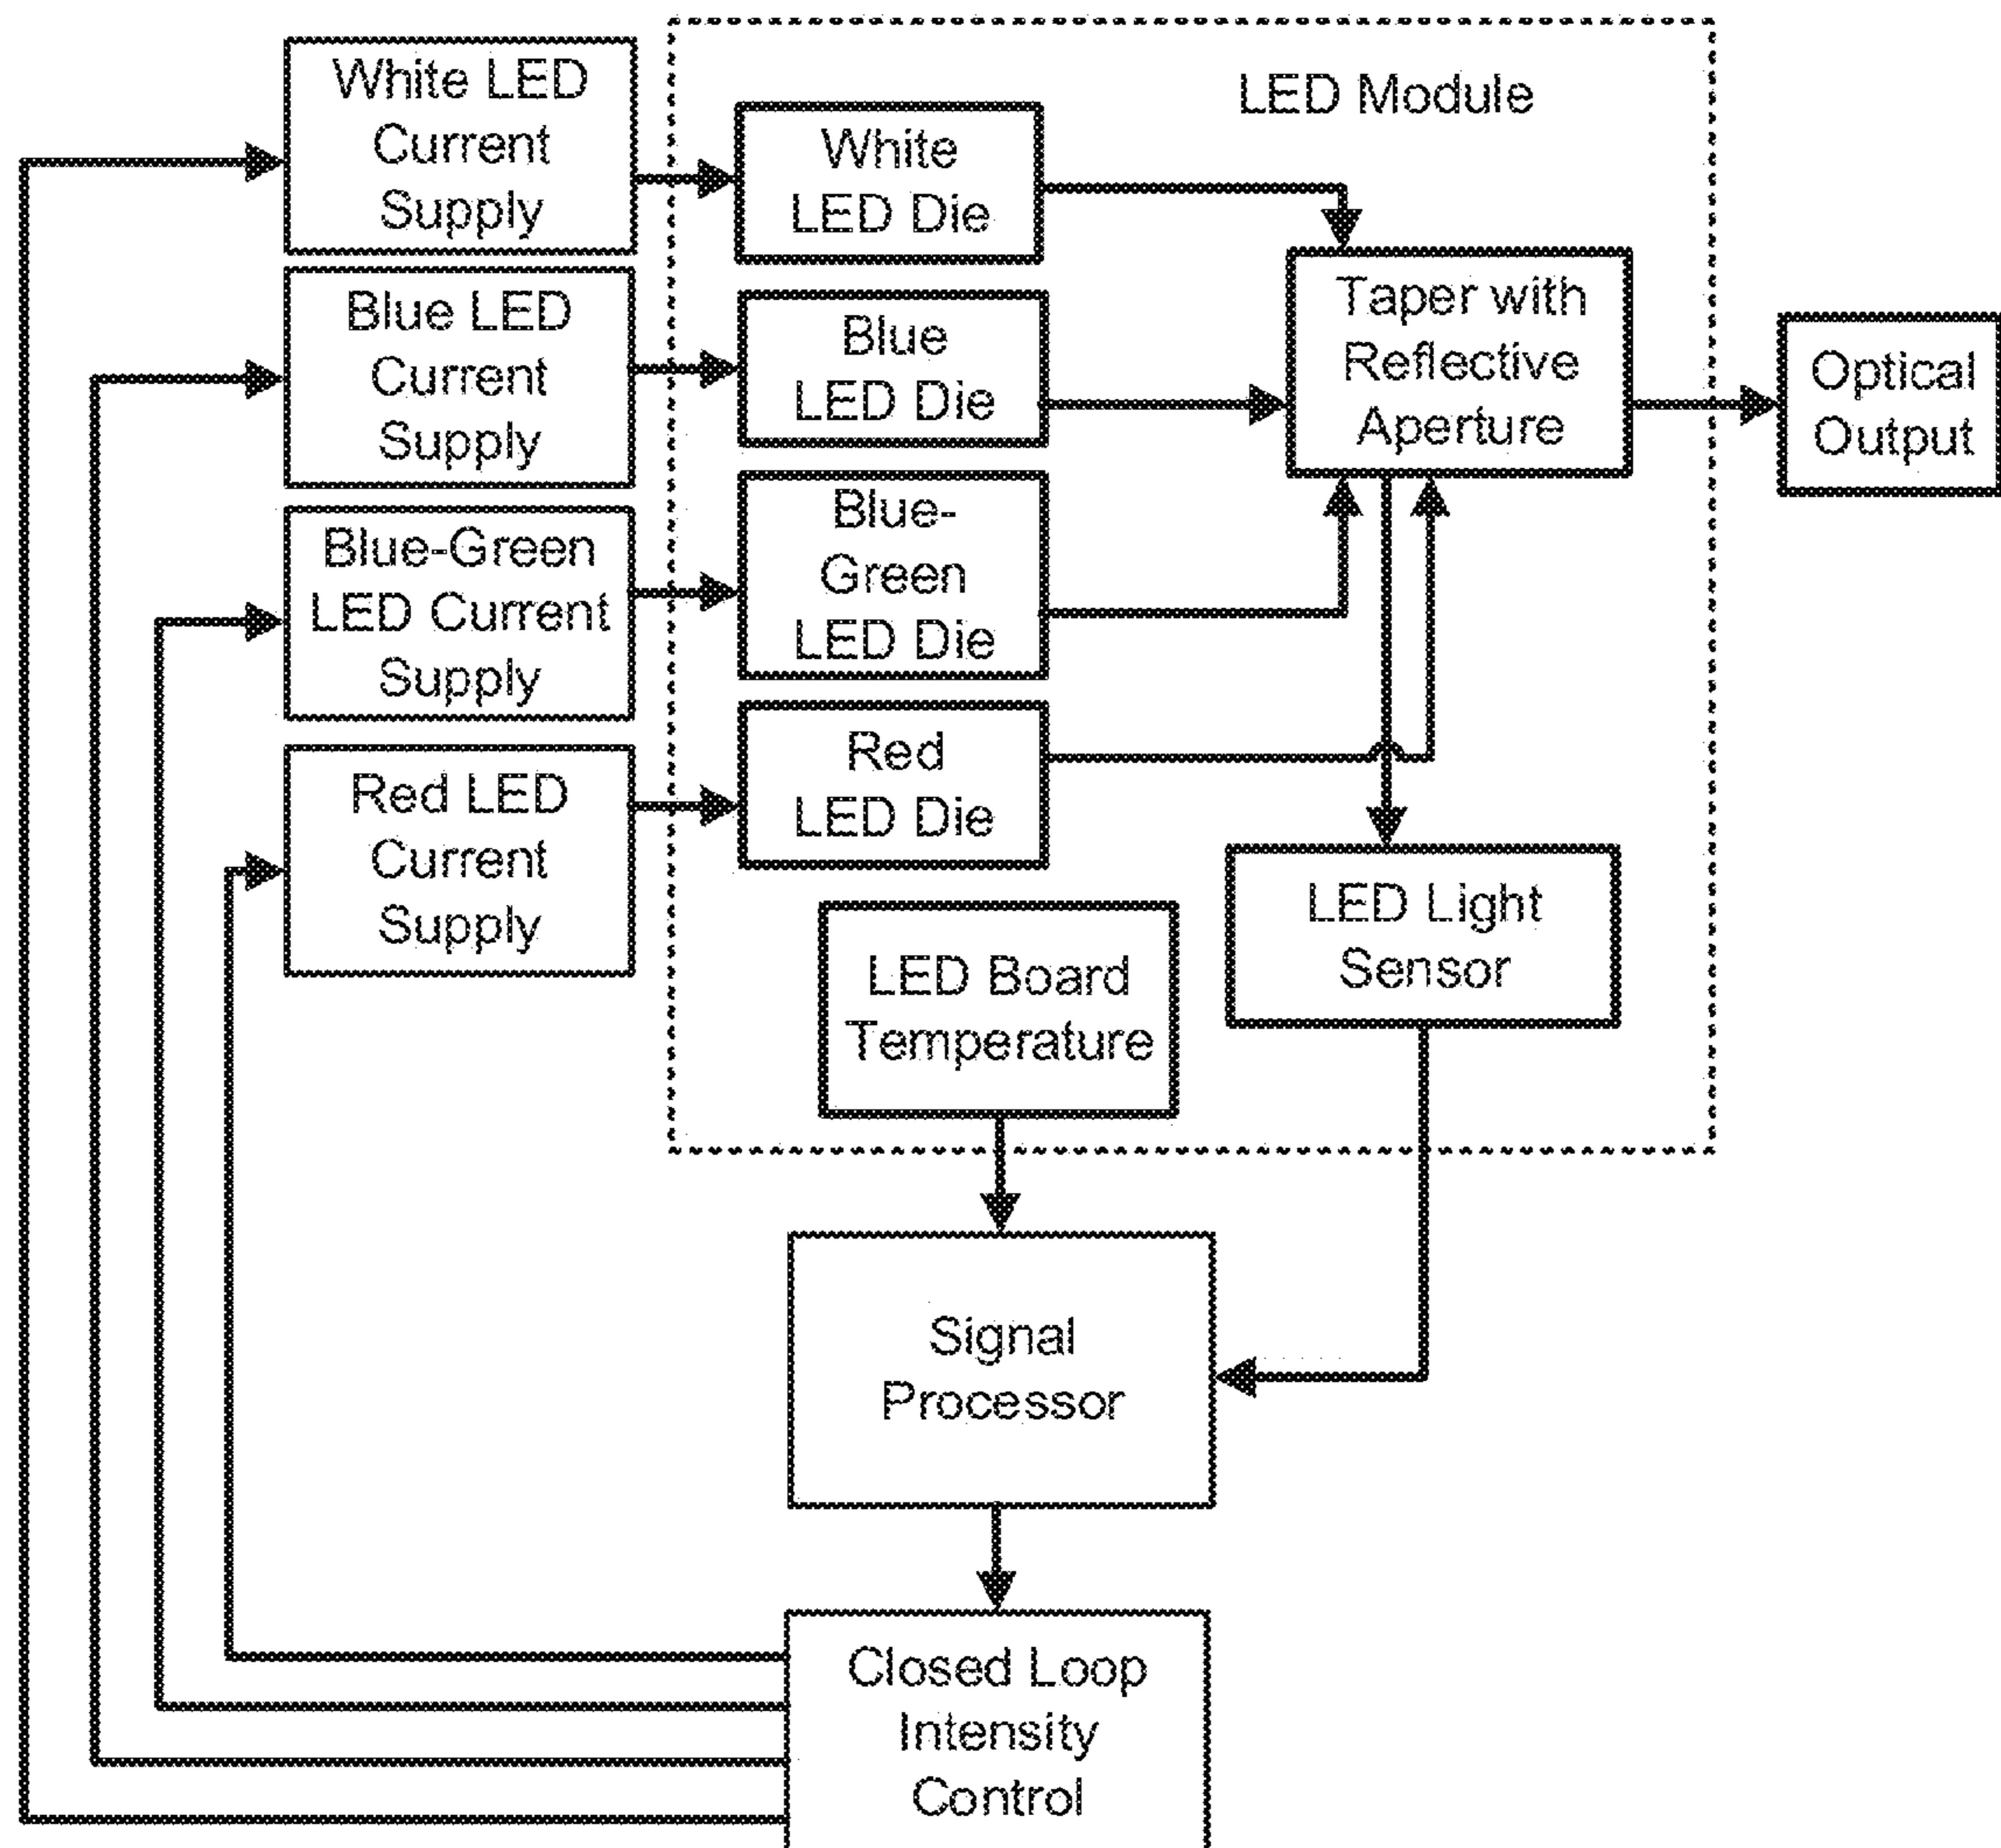 White LED
Current
Supply
LED Module
White
LED Die
Blue LED
Current
Supply
Blue
LED Die
Taper with
Reflective
Aperture
Optical
Output
Blue-Green
LED Current
Supply
Blue-
Green
LED Die
Red LED
Current
Supply
Red
LED Die
LED Light
Sensor
LED Board
Temperature
Signal
Processor
Closed Loop
Intensity
Control